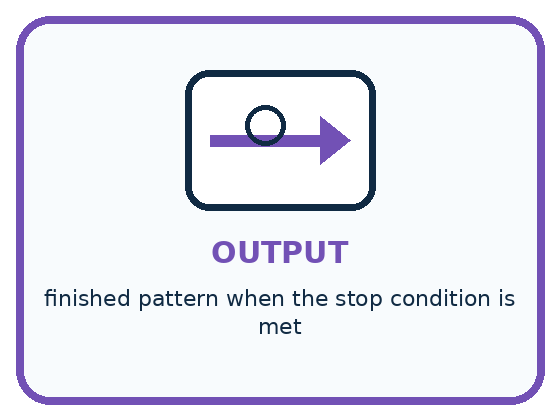 OUTPUT
finished pattern when the stop condition is
met